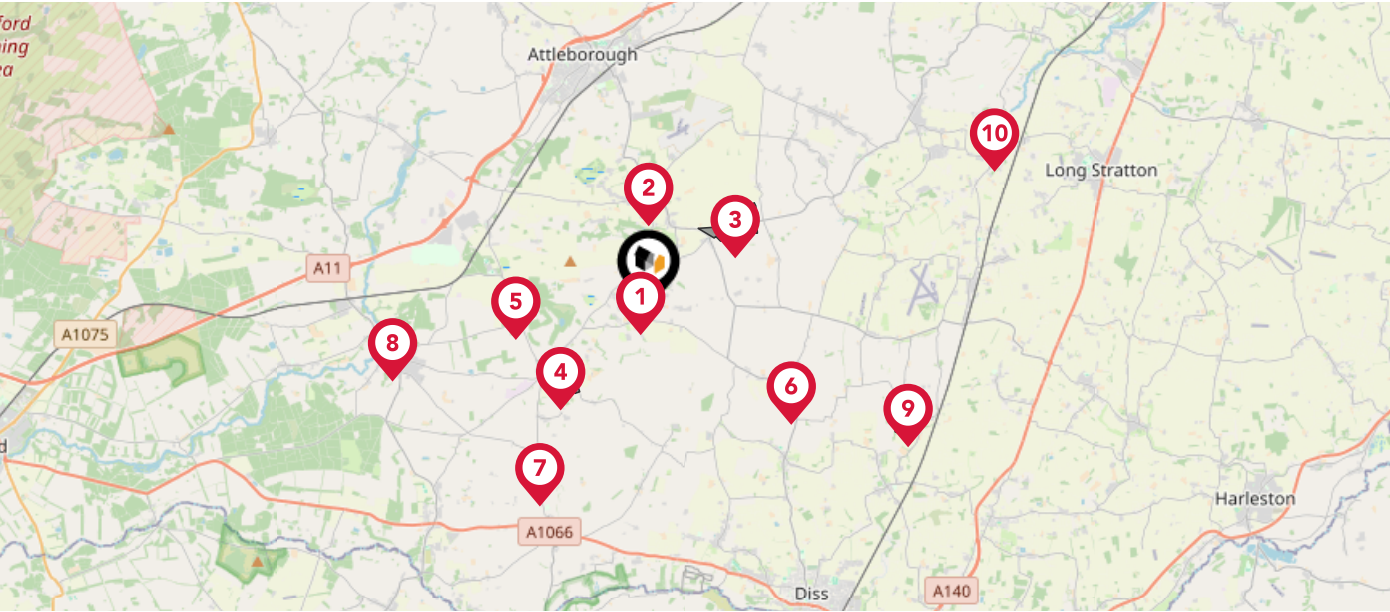 ford
ning
ea
Attleborough
10
Long Stratton
2
3
A11
1
5
A1075
8
4
6
9
d
7
Harleston
A1066
Diss
A140